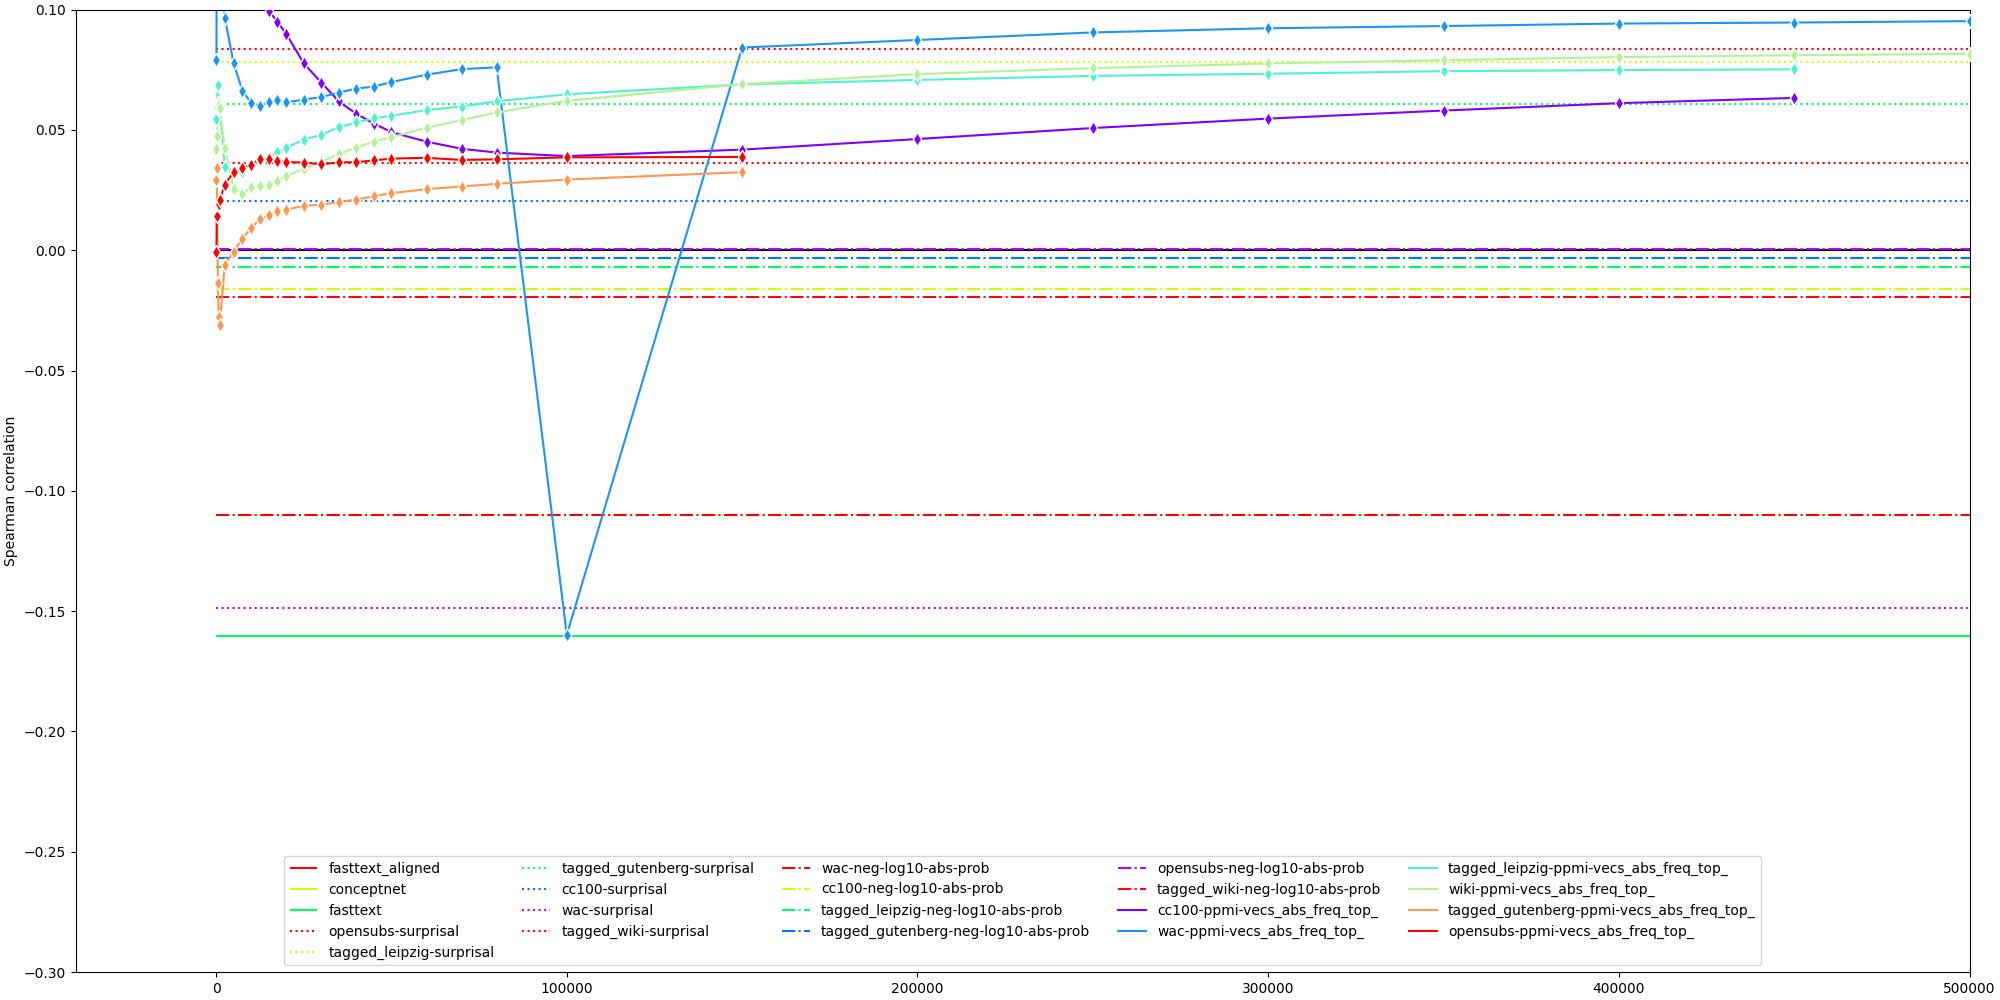 0.10
0.05
0.00
−0.05
−0.10
−0.15
−0.20
−0.25
−0.30
Spearman correlation
0
100000
200000
300000
400000
500000
fasttext_aligned
conceptnet
fasttext
opensubs-surprisal
tagged_leipzig-surprisal
tagged_gutenberg-surprisal
cc100-surprisal
wac-surprisal
tagged_wiki-surprisal
wac-neg-log10-abs-prob
cc100-neg-log10-abs-prob
tagged_leipzig-neg-log10-abs-prob
tagged_gutenberg-neg-log10-abs-prob
opensubs-neg-log10-abs-prob
tagged_wiki-neg-log10-abs-prob
cc100-ppmi-vecs_abs_freq_top_
wac-ppmi-vecs_abs_freq_top_
tagged_leipzig-ppmi-vecs_abs_freq_top_
wiki-ppmi-vecs_abs_freq_top_
tagged_gutenberg-ppmi-vecs_abs_freq_top_
opensubs-ppmi-vecs_abs_freq_top_